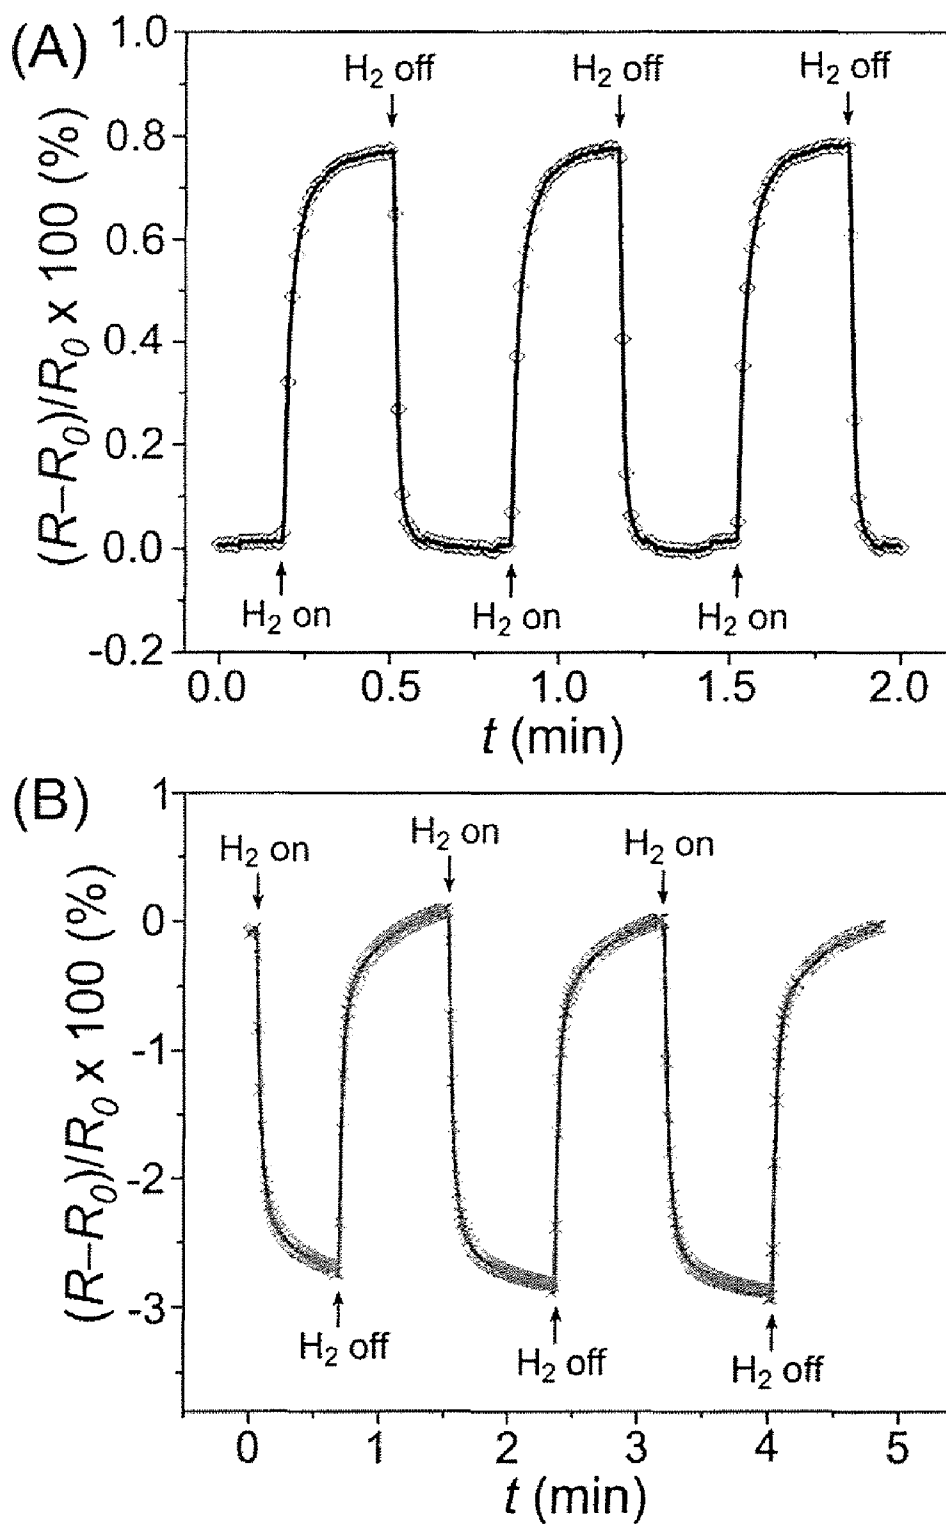 (A)
1.0
H₂ off H₂ off H₂ off
0.8
0.6
0.4
0.2
0.0
-0.2
(R–R₀)/R₀ x 100 (%)
H₂ on H₂ on H₂ on
0.0 0.5 1.0 1.5 2.0
t (min)
(B)
1
H₂ on H₂ on H₂ on
0
-1
-2
-3
(R–R₀)/R₀ x 100 (%)
H₂ off H₂ off H₂ off
0 1 2 3 4 5
t (min)